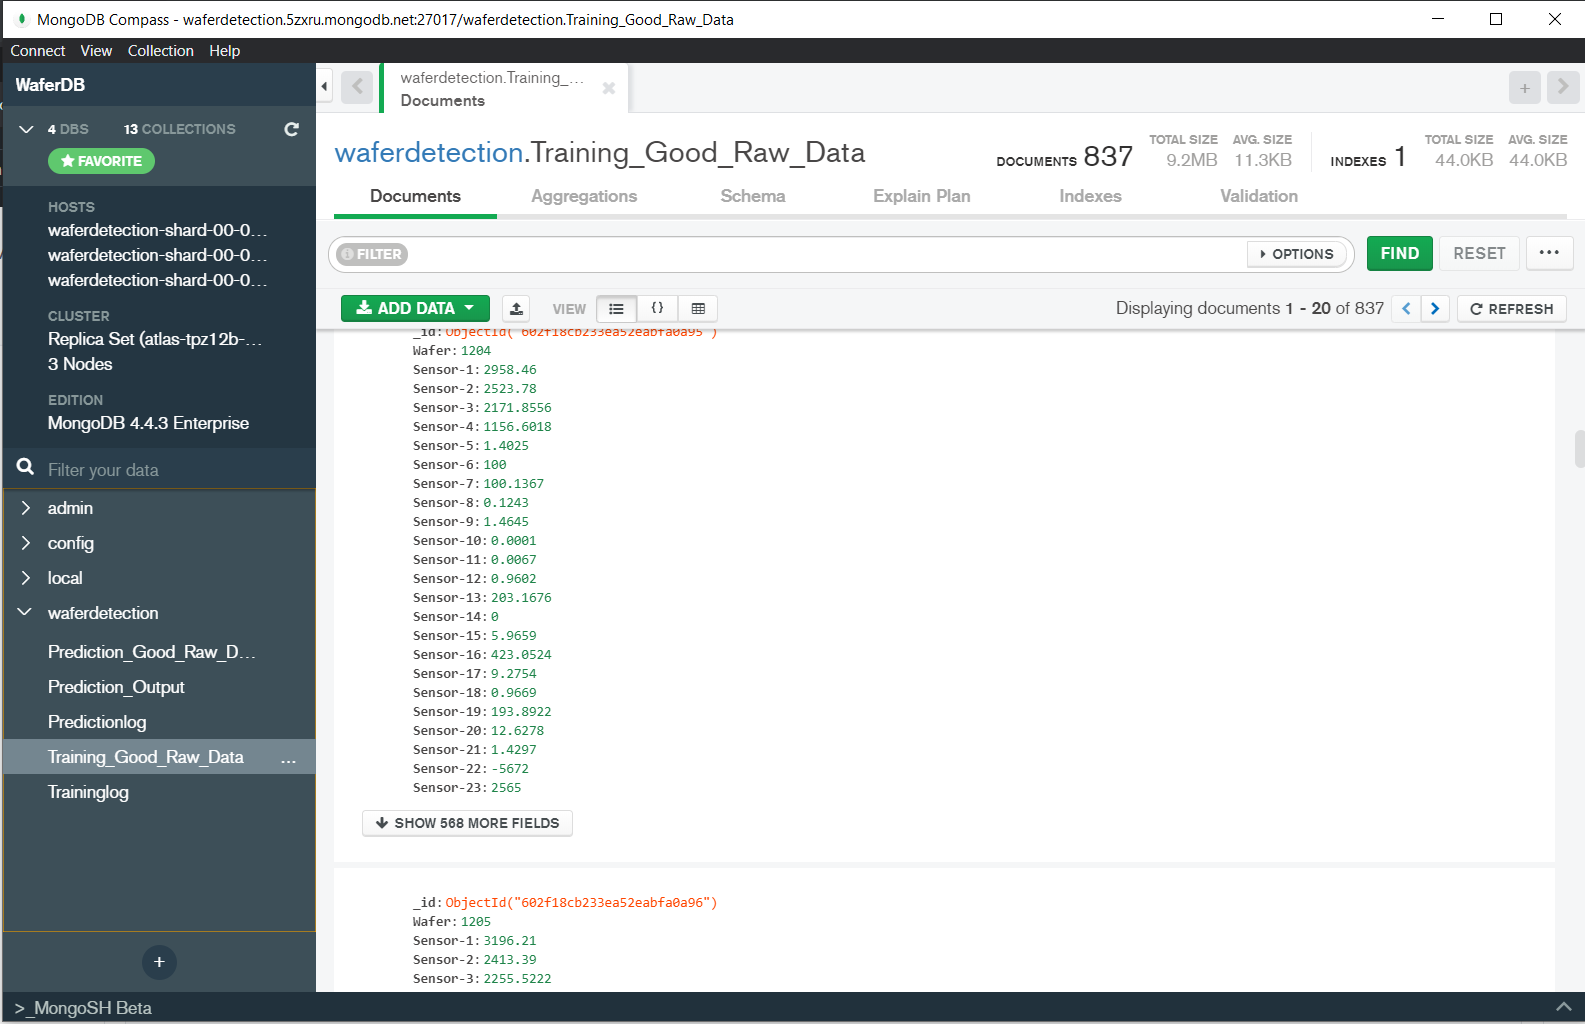 MongoDB Compass - waferdetection.5zxru.mongodb.net:27017/waferdetection.Training_Good_Raw_Data
Connect View Collection Help
WaferDB
4 DBS 13 COLLECTIONS
FAVORITE
HOSTS
waferdetection-shard-00-0...
waferdetection-shard-00-0...
waferdetection-shard-00-0...
CLUSTER
Replica Set (atlas-tpz12b-...
3 Nodes
EDITION
MongoDB 4.4.3 Enterprise
Filter your data
admin
config
local
waferdetection
Prediction_Good_Raw_D...
Prediction_Output
Predictionlog
Training_Good_Raw_Data ...
Traininglog
+
waferdetection.Training_...
Documents
waferdetection.Training_Good_Raw_Data
DOCUMENTS 837
TOTAL SIZE AVG. SIZE
9.2MB 11.3KB
INDEXES 1
TOTAL SIZE AVG. SIZE
44.0KB 44.0KB
Documents Aggregations Schema Explain Plan Indexes Validation
FILTER OPTIONS FIND RESET ...
ADD DATA VIEW {} Displaying documents 1 - 20 of 837 REFRESH
_id: ObjectId("602f18cb233ea52eabfa0a95")
Wafer: 1204
Sensor-1: 2958.46
Sensor-2: 2523.78
Sensor-3: 2171.8556
Sensor-4: 1156.6018
Sensor-5: 1.4025
Sensor-6: 100
Sensor-7: 100.1367
Sensor-8: 0.1243
Sensor-9: 1.4645
Sensor-10: 0.0001
Sensor-11: 0.0067
Sensor-12: 0.9602
Sensor-13: 203.1676
Sensor-14: 0
Sensor-15: 5.9659
Sensor-16: 423.0524
Sensor-17: 9.2754
Sensor-18: 0.9669
Sensor-19: 193.8922
Sensor-20: 12.6278
Sensor-21: 1.4297
Sensor-22: -5672
Sensor-23: 2565
SHOW 568 MORE FIELDS
_id: ObjectId("602f18cb233ea52eabfa0a96")
Wafer: 1205
Sensor-1: 3196.21
Sensor-2: 2413.39
Sensor-3: 2255.5222
>_MongoSH Beta